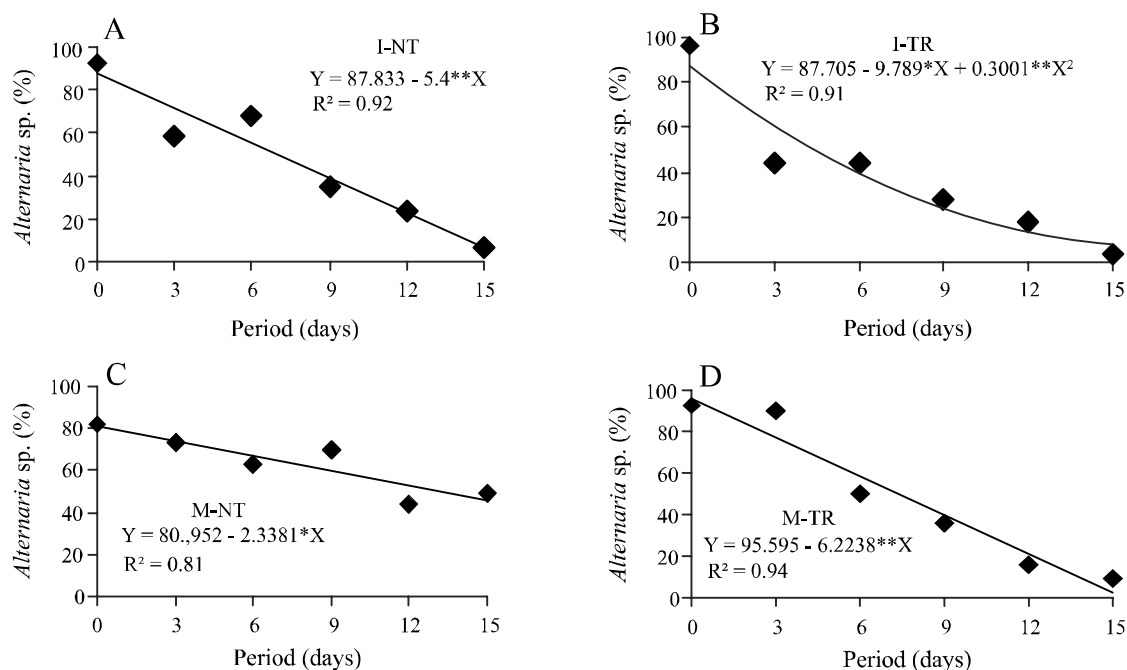 A
I-NT
Y = 87.833 - 5.4**X
R² = 0.92
Alternaria sp. (%)
100
80
60
40
20
0
0 3 6 9 12 15
Period (days)
B
I-TR
Y = 87.705 - 9.789*X + 0.3001**X²
R² = 0.91
Alternaria sp. (%)
100
80
60
40
20
0
0 3 6 9 12 15
Period (days)
C
Alternaria sp. (%)
100
80
60
40
20
0
M-NT
Y = 80.,952 - 2.3381*X
R² = 0.81
0 3 6 9 12 15
Period (days)
D
Alternaria sp. (%)
100
80
60
40
20
0
M-TR
Y = 95.595 - 6.2238**X
R² = 0.94
0 3 6 9 12 15
Period (days)